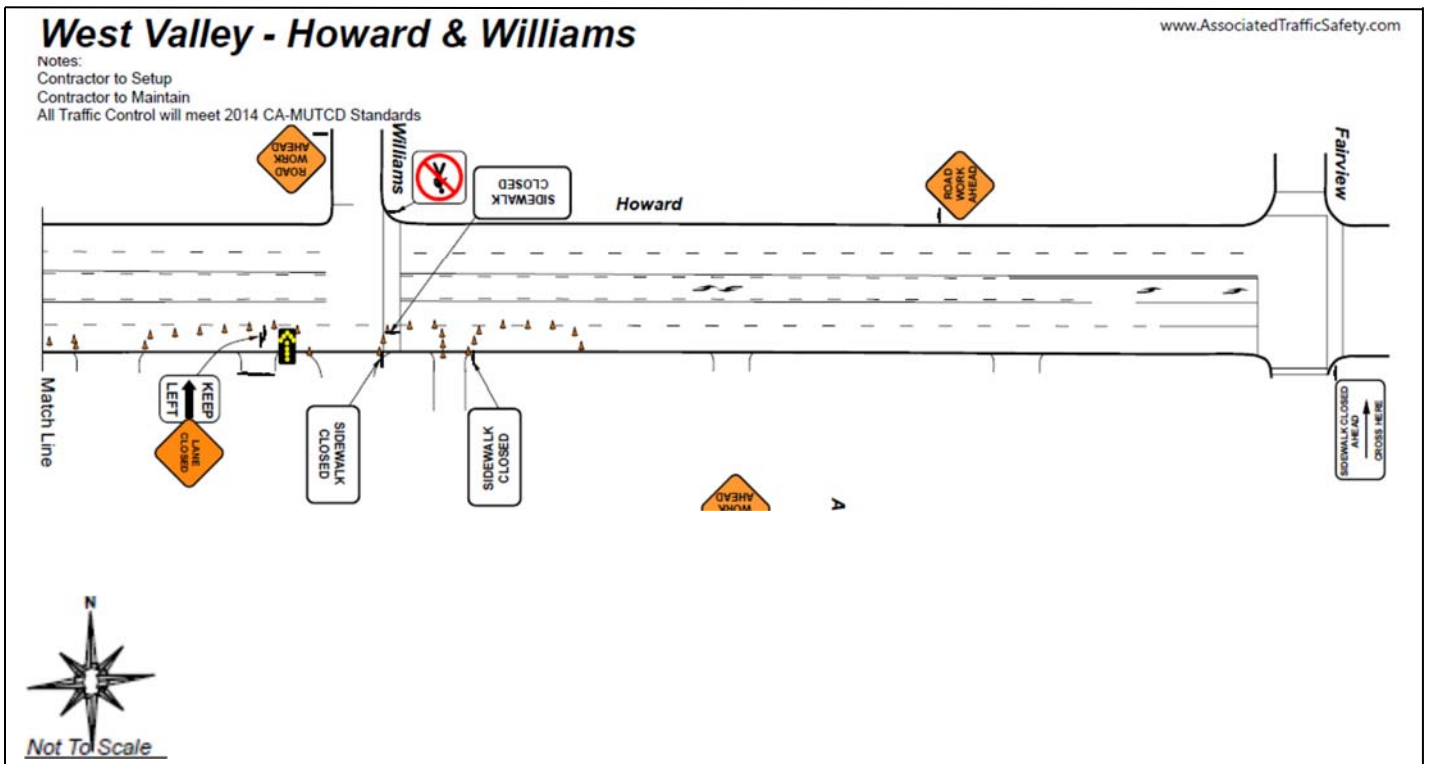 West Valley - Howard & Williams
www.AssociatedTrafficSafety.com
Notes:
Contractor to Setup
Contractor to Maintain
All Traffic Control will meet 2014 CA-MUTCD Standards
ROAD
WORK
AHEAD
Williams
SIDEWALK
CLOSED
Howard
ROAD
WORK
AHEAD
Fairview
Match Line
KEEP
LEFT
LANE
CLOSED
SIDEWALK
CLOSED
SIDEWALK
CLOSED
SIDEWALK CLOSED
AHEAD
CROSS HERE
WORK
AHEAD
A
N
Not To Scale